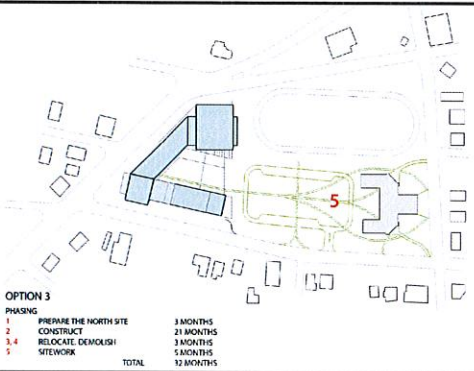 5
OPTION 3
PHASING
1 PREPARE THE NORTH SITE 3 MONTHS
2 CONSTRUCT 21 MONTHS
3, 4 RELOCATE, DEMOLISH 3 MONTHS
5 SITEWORK 5 MONTHS
TOTAL 32 MONTHS